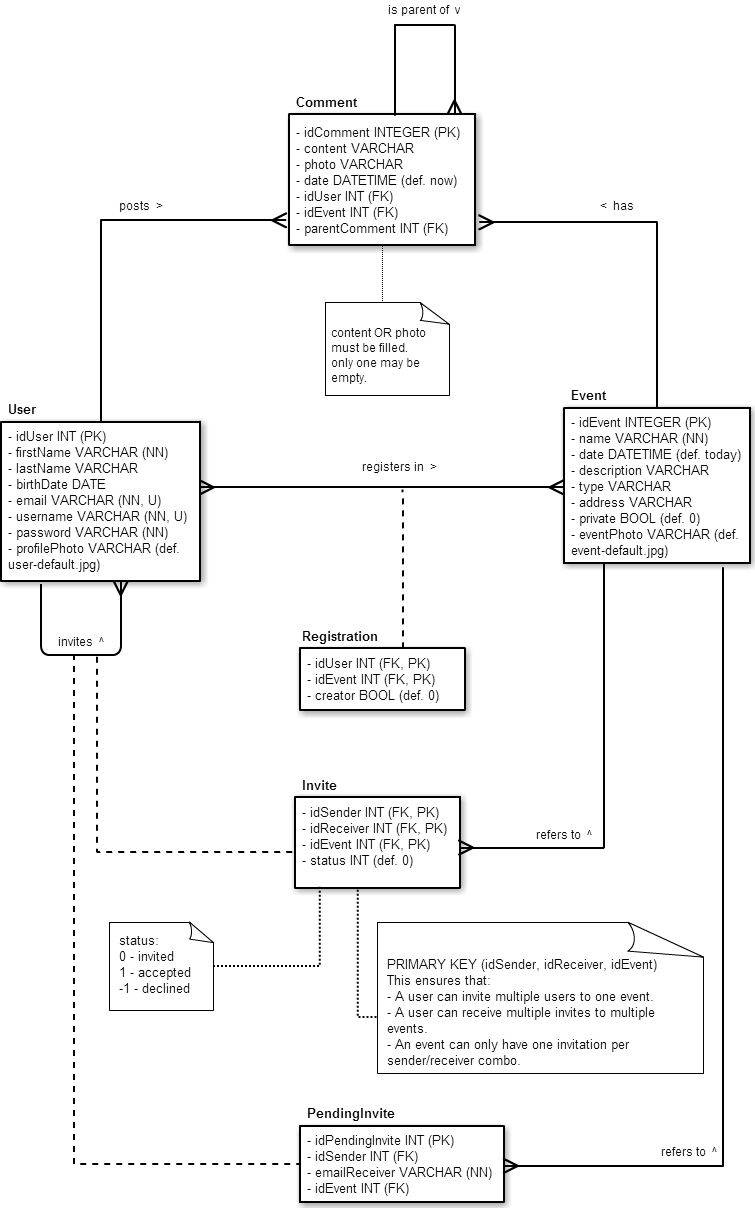 is parent of v
Comment
- idComment INTEGER (PK)
- content VARCHAR
- photo VARCHAR
- date DATETIME (def. now)
- idUser INT (FK)
- idEvent INT (FK)
- parentComment INT (FK)
posts >
< has
content OR photo
must be filled.
only one may be
empty.
User
- idUser INT (PK)
- firstName VARCHAR (NN)
- lastName VARCHAR
- birthDate DATE
- email VARCHAR (NN, U)
- username VARCHAR (NN, U)
- password VARCHAR (NN)
- profilePhoto VARCHAR (def.
user-default.jpg)
Event
- idEvent INTEGER (PK)
- name VARCHAR (NN)
- date DATETIME (def. today)
- description VARCHAR
- type VARCHAR
- address VARCHAR
- private BOOL (def. 0)
- eventPhoto VARCHAR (def.
event-default.jpg)
registers in >
invites ^
Registration
- idUser INT (FK, PK)
- idEvent INT (FK, PK)
- creator BOOL (def. 0)
Invite
- idSender INT (FK, PK)
- idReceiver INT (FK, PK)
- idEvent INT (FK, PK)
- status INT (def. 0)
refers to ^
status:
0 - invited
1 - accepted
-1 - declined
PRIMARY KEY (idSender, idReceiver, idEvent)
This ensures that:
- A user can invite multiple users to one event.
- A user can receive multiple invites to multiple
events.
- An event can only have one invitation per
sender/receiver combo.
PendingInvite
- idPendingInvite INT (PK)
- idSender INT (FK)
- emailReceiver VARCHAR (NN)
- idEvent INT (FK)
refers to ^